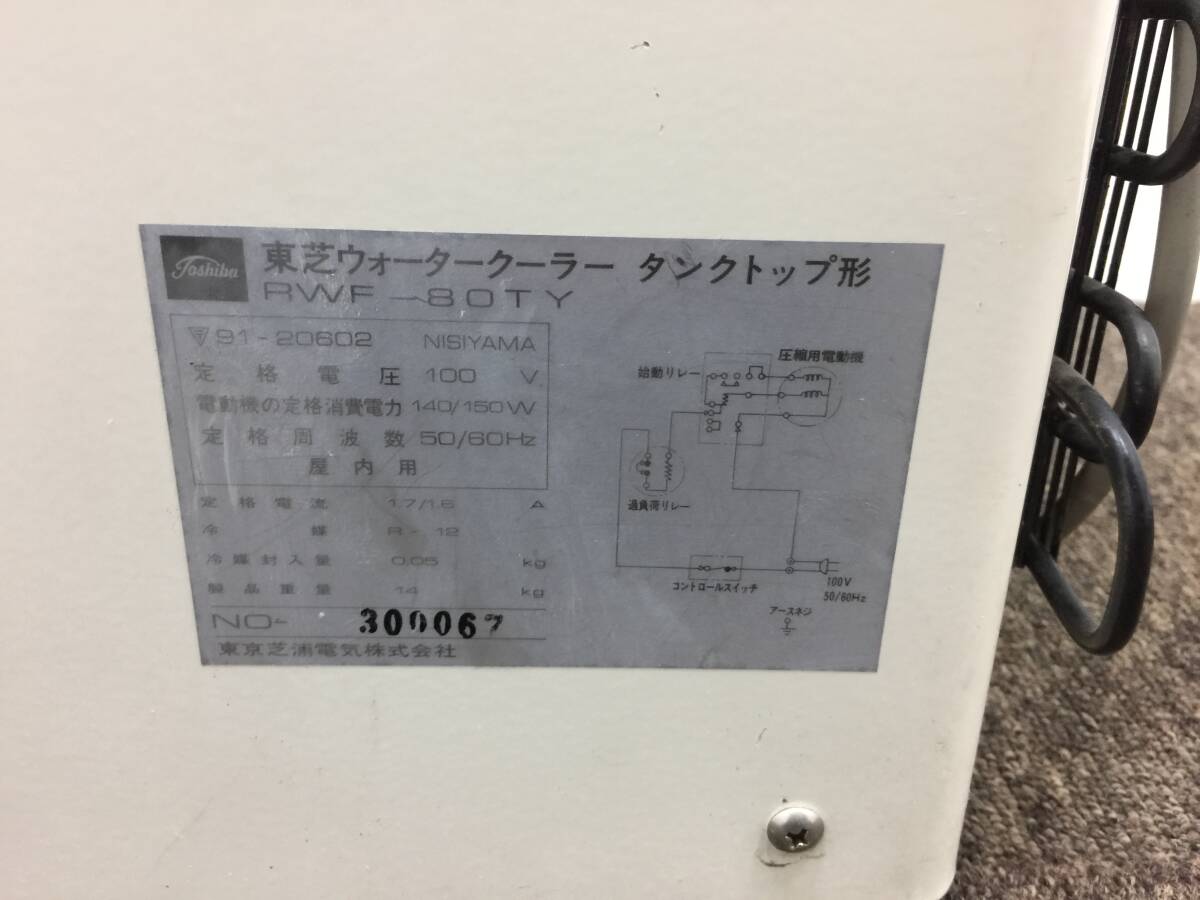 Toshiba
東芝ウォータークーラー タンクトップ形
RWF-80TY
91-20602 NISIYAMA
定格電圧 100 V
電動機の定格消費電力 140/150W
定格周波数 50/60Hz
屋内用
定格電流 1.7/1.6 A
冷媒 R-12
冷媒封入量 0.05 kg
製品重量 14 kg
NO. 300067
東京芝浦電気株式会社
始動リレー
圧縮用電動機
過負荷リレー
コントロールスイッチ
100V
50/60Hz
アースネジ